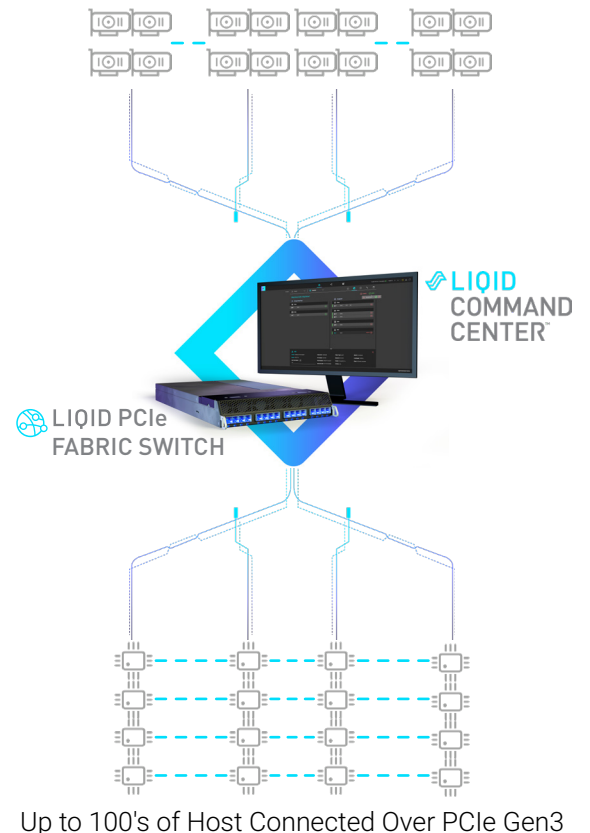 LIQID
COMMAND
CENTER™
LIQID PCIe
FABRIC SWITCH
Up to 100's of Host Connected Over PCIe Gen3